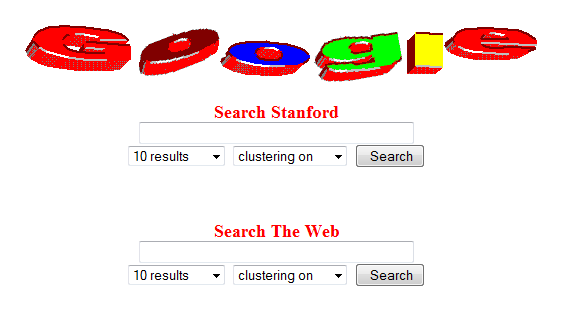 Google
Search Stanford
10 results clustering on Search
Search The Web
10 results clustering on Search